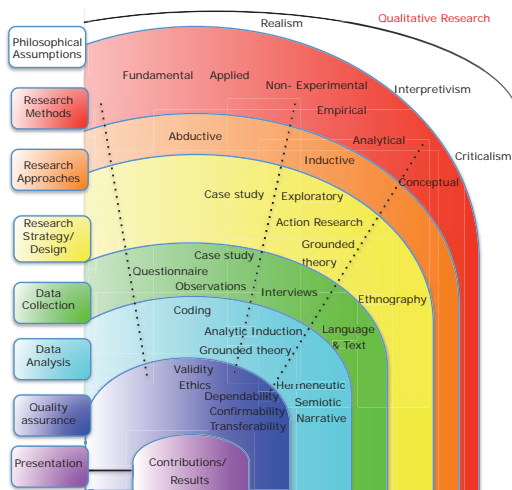 Qualitative Research
Realism
Philosophical
Assumptions
Fundamental Applied
Non- Experimental
Interpretivism
Research
Methods
Empirical
Abductive
Analytical
Criticalism
Inductive
Research
Approaches
Conceptual
Case study Exploratory
Action Research
Research
Strategy/
Design
Grounded
theory
Case study
Questionnaire
Observations
Interviews
Ethnography
Data
Collection
Coding
Analytic Induction
Language
& Text
Grounded theory
Data
Analysis
Validity
Ethics
Hermeneutic
Dependability
Semiotic
Confirmability
Narrative
Transferability
Quality
assurance
Presentation
Contributions/
Results